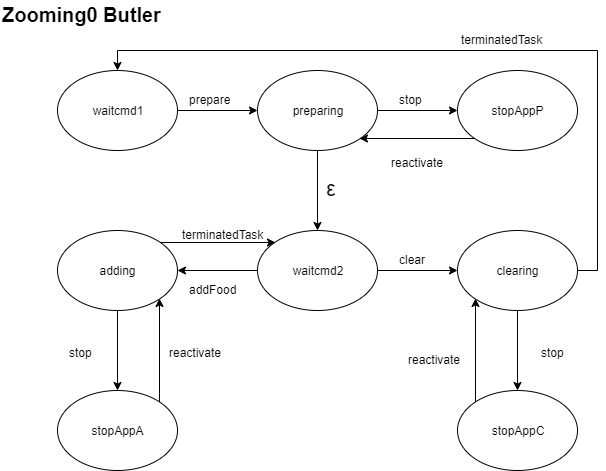 Zooming0 Butler
terminatedTask
waitcmd1
prepare
preparing
stop
stopAppP
reactivate
ε
terminatedTask
adding
addFood
waitcmd2
clear
clearing
stop
reactivate
reactivate
stop
stopAppA
stopAppC